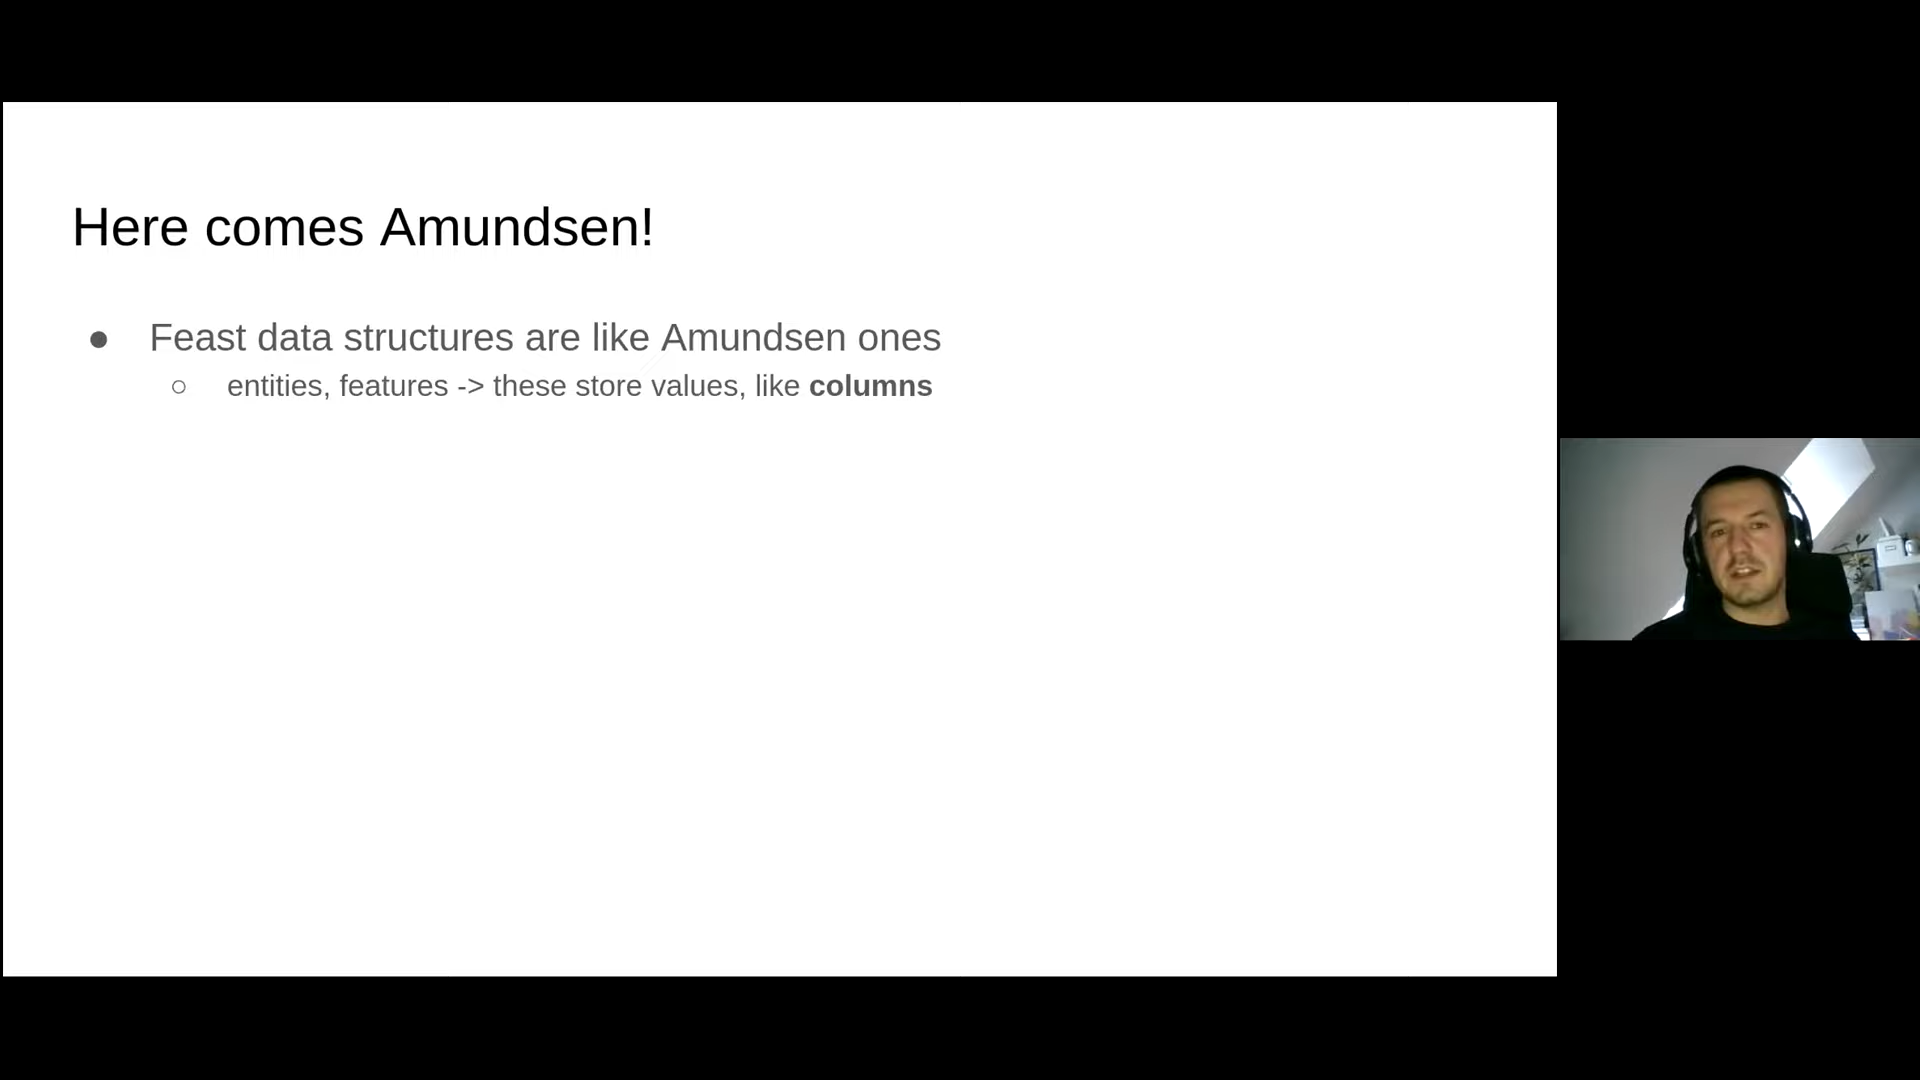 Here comes Amundsen!
● Feast data structures are like Amundsen ones
○ entities, features -> these store values, like columns